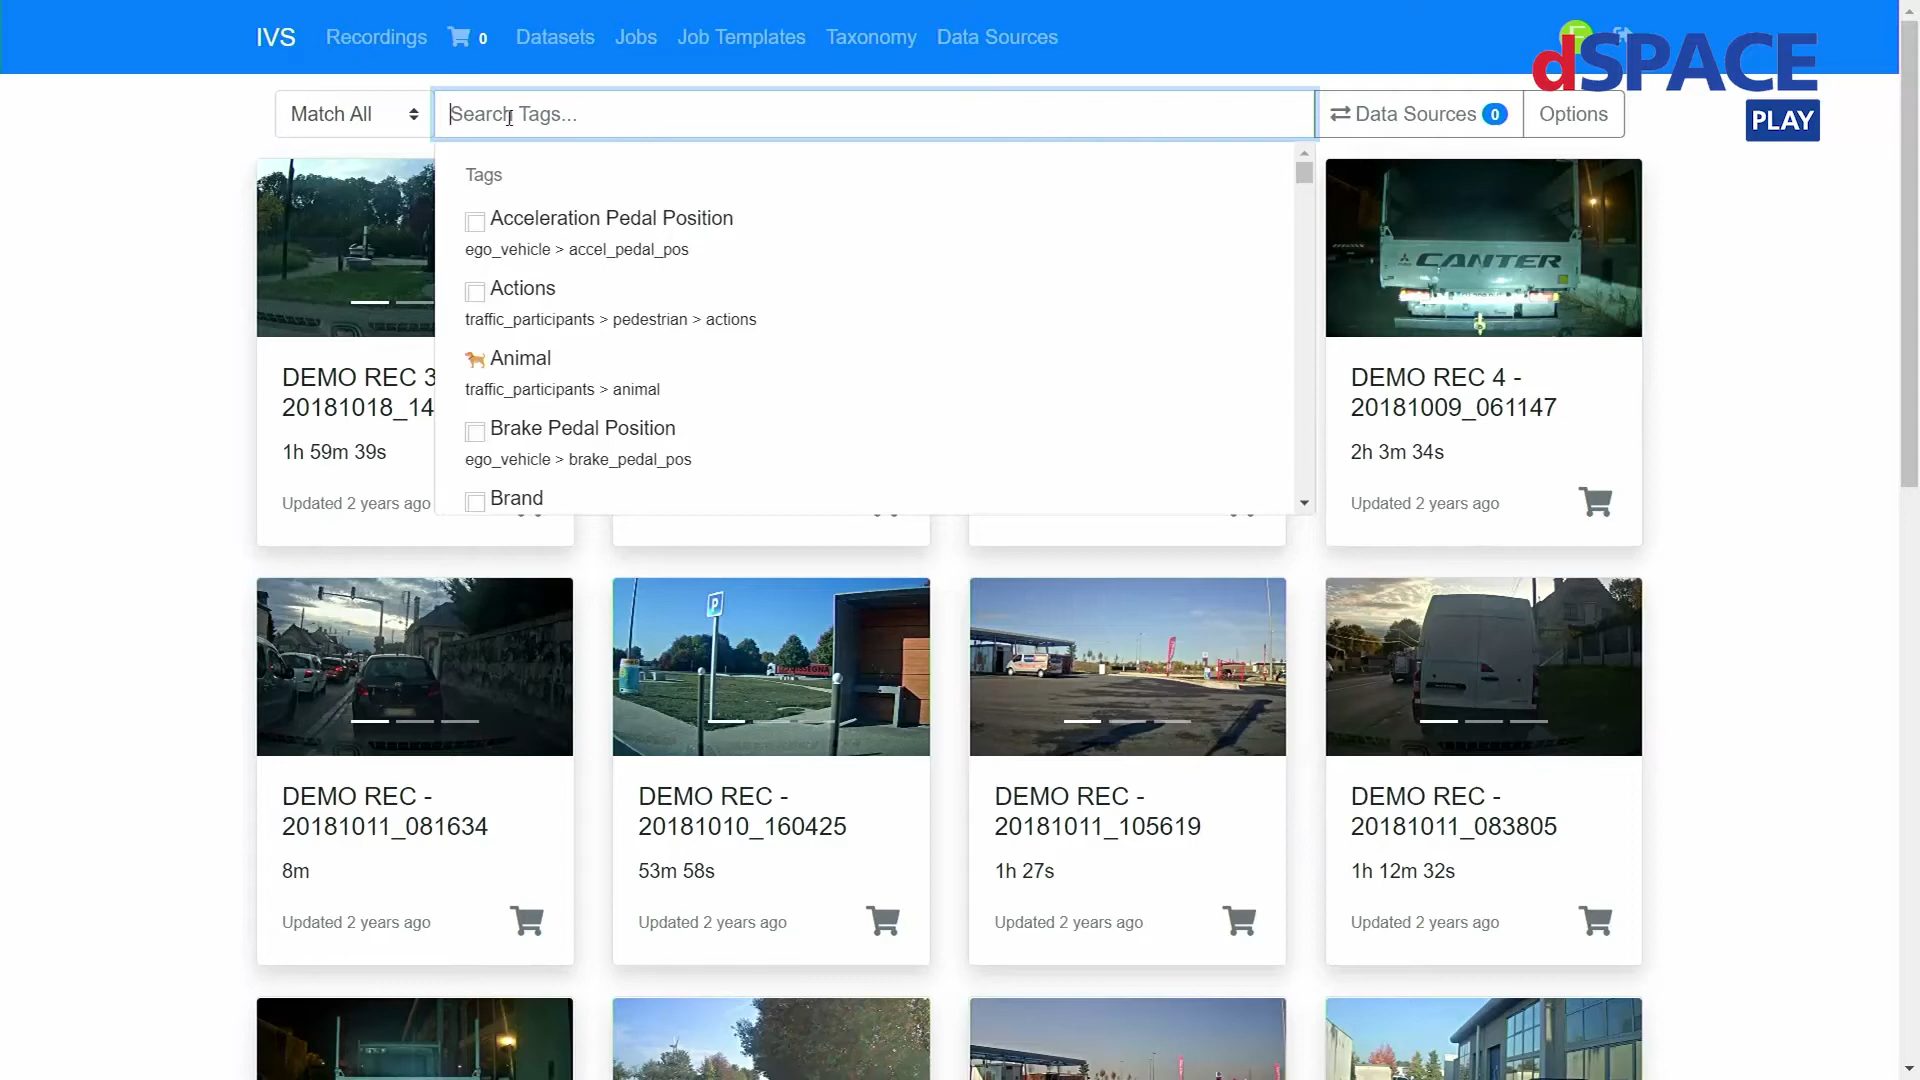 IVS Recordings 0 Datasets Jobs Job Templates Taxonomy Data Sources
dSPACE
PLAY
Match All Search Tags... Data Sources 0 Options
Tags
Acceleration Pedal Position
ego_vehicle > accel_pedal_pos
Actions
traffic_participants > pedestrian > actions
Animal
traffic_participants > animal
Brake Pedal Position
ego_vehicle > brake_pedal_pos
Brand
DEMO REC 3
20181018_14
1h 59m 39s
Updated 2 years ago
CANTER
DEMO REC 4 -
20181009_061147
2h 3m 34s
Updated 2 years ago
DEMO REC -
20181011_081634
8m
Updated 2 years ago
P
DEMO REC -
20181010_160425
53m 58s
Updated 2 years ago
DEMO REC -
20181011_105619
1h 27s
Updated 2 years ago
DEMO REC -
20181011_083805
1h 12m 32s
Updated 2 years ago